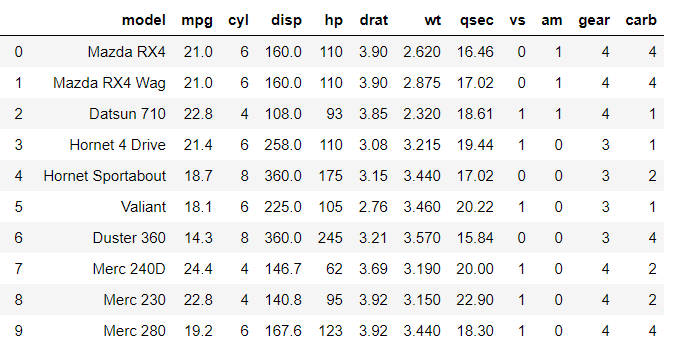 model mpg cyl disp hp drat wt qsec vs am gear carb
0 Mazda RX4 21.0 6 160.0 110 3.90 2.620 16.46 0 1 4 4
1 Mazda RX4 Wag 21.0 6 160.0 110 3.90 2.875 17.02 0 1 4 4
2 Datsun 710 22.8 4 108.0 93 3.85 2.320 18.61 1 1 4 1
3 Hornet 4 Drive 21.4 6 258.0 110 3.08 3.215 19.44 1 0 3 1
4 Hornet Sportabout 18.7 8 360.0 175 3.15 3.440 17.02 0 0 3 2
5 Valiant 18.1 6 225.0 105 2.76 3.460 20.22 1 0 3 1
6 Duster 360 14.3 8 360.0 245 3.21 3.570 15.84 0 0 3 4
7 Merc 240D 24.4 4 146.7 62 3.69 3.190 20.00 1 0 4 2
8 Merc 230 22.8 4 140.8 95 3.92 3.150 22.90 1 0 4 2
9 Merc 280 19.2 6 167.6 123 3.92 3.440 18.30 1 0 4 4